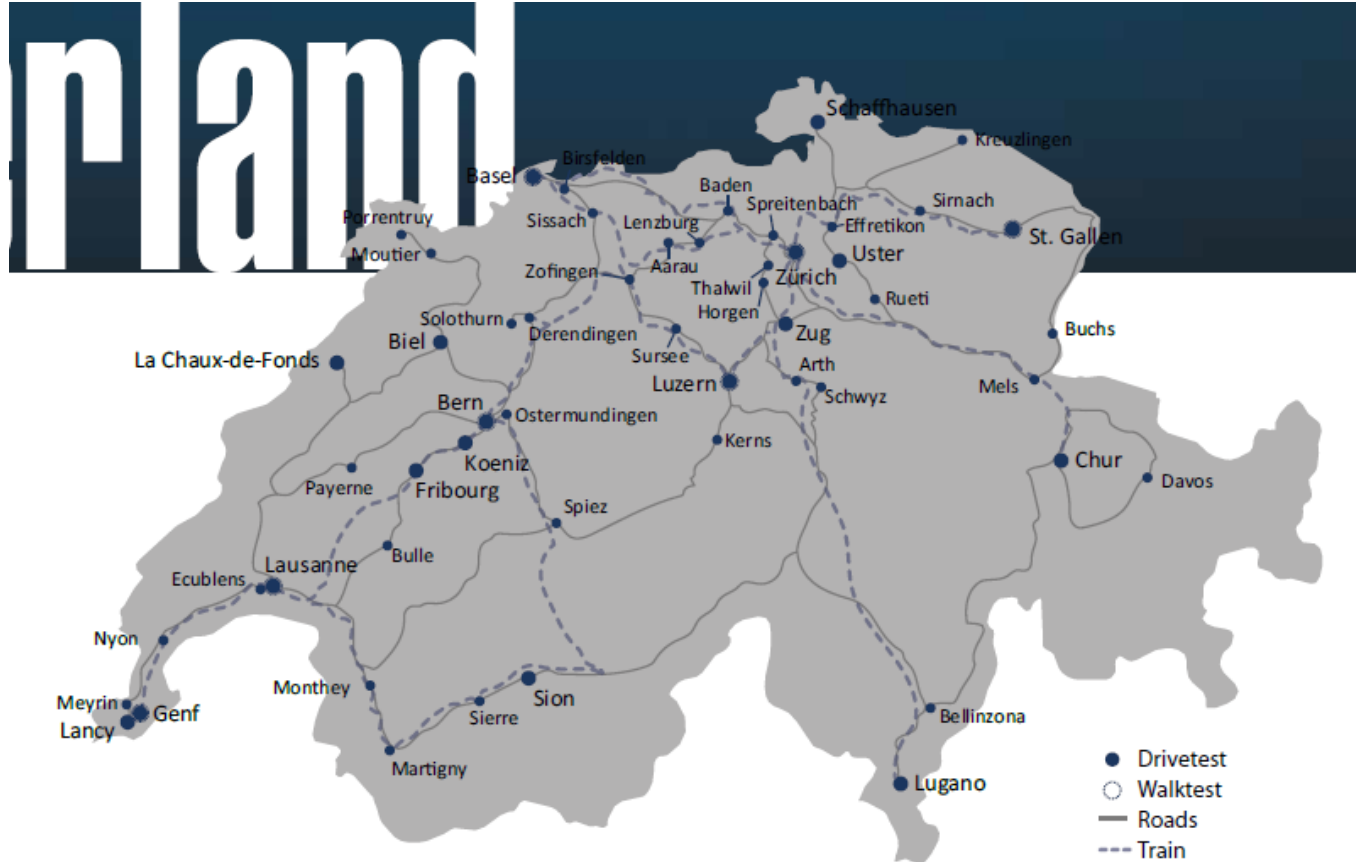 erland
Schaffhausen
Kreuzlingen
Birsfelden
Basel
Baden
Sissach
Lenzburg
Spreitenbach
Sirnach
Effretikon
St. Gallen
Porrentruy
Moutier
Zofingen
Aarau
Zürich
Uster
Thalwil
Horgen
Rueti
Solothurn
Derendingen
Biel
Sursee
Zug
Buchs
La Chaux-de-Fonds
Luzern
Arth
Schwyz
Mels
Bern
Ostermundingen
Kerns
Koeniz
Chur
Payerne
Fribourg
Davos
Spiez
Bulle
Lausanne
Ecublens
Nyon
Monthey
Sion
Meyrin
Genf
Sierre
Lancy
Bellinzona
Martigny
Lugano
Drivetest
Walktest
Roads
Train